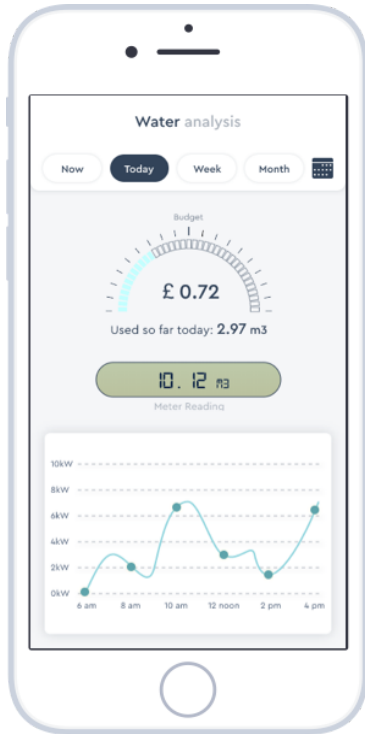 Water analysis
Now Today Week Month
Budget
£ 0.72
Used so far today: 2.97 m3
10. 12 m3
Meter Reading
10kW
8kW
6kW
4kW
2kW
0kW
6 am 8 am 10 am 12 noon 2 pm 4 pm